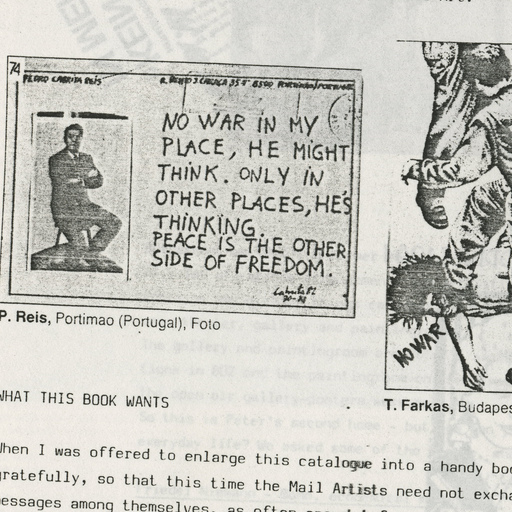 74
PEDRO CABRITA REIS
NO WAR IN MY
PLACE, HE MIGHT
THINK. ONLY IN
OTHER PLACES, HE'S
THINKING.
PEACE IS THE OTHER
SIDE OF FREEDOM.
P. Reis, Portimao (Portugal), Foto
NO WAR
T. Farkas, Budapes
WHAT THIS BOOK WANTS
When I was offered to enlarge this catalogue into a handy boo
gratefully, so that this time the Mail Artists need not excha
messages among themselves, as often